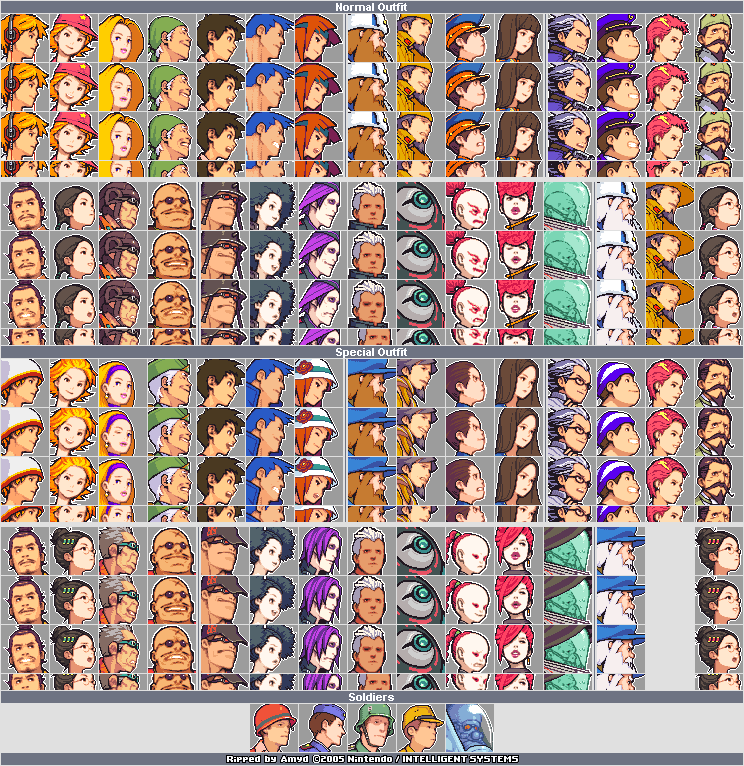 Normal Outfit
Special Outfit
Soldiers
Ripped by Amyd ©2005 Nintendo / INTELLIGENT SYSTEMS